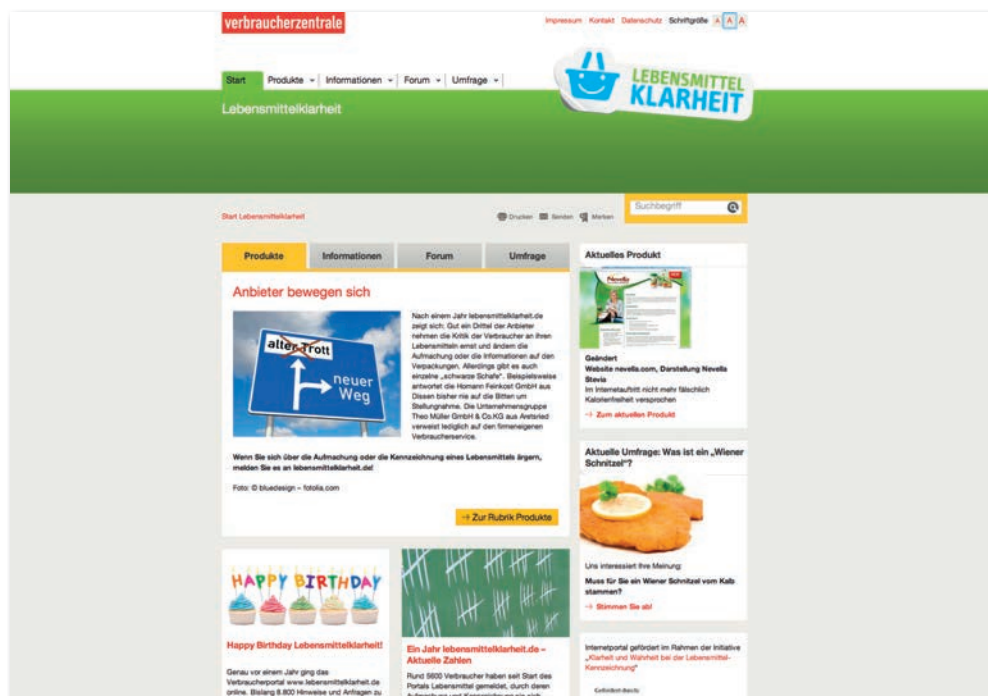 verbraucherzentrale
Impressum Kontakt Datenschutz Schriftgröße A A A
Start Produkte Informationen Forum Umfrage
LEBENSMITTEL
KLARHEIT
Lebensmittelklarheit
Start Lebensmittelklarheit
Drucken Senden Merken
Suchbegriff
Produkte Informationen Forum Umfrage
Anbieter bewegen sich
alter Trott
neuer
Weg
Nach einem Jahr lebensmittelklarheit.de
zeigt sich: Gut ein Drittel der Anbieter
nehmen die Kritik der Verbraucher an ihren
Lebensmitteln ernst und ändern die
Aufmachung oder die Informationen auf den
Verpackungen. Allerdings gibt es auch
einzelne „schwarze Schafe“. Beispielsweise
antwortet die Homann Feinkost GmbH aus
Dissen bisher nie auf die Bitten um
Stellungnahme. Die Unternehmensgruppe
Theo Müller GmbH & Co.KG aus Aretsried
verweist lediglich auf den firmeneigenen
Verbraucherservice.
Wenn Sie sich über die Aufmachung oder die Kennzeichnung eines Lebensmittels ärgern,
melden Sie es an lebensmittelklarheit.de!
Foto: © bluedesign – fotolia.com
→ Zur Rubrik Produkte
HAPPY BIRTHDAY
Happy Birthday Lebensmittelklarheit!
Genau vor einem Jahr ging das
Verbraucherportal www.lebensmittelklarheit.de
online. Bislang 6.800 Hinweise und Anfragen zu
Ein Jahr lebensmittelklarheit.de –
Aktuelle Zahlen
Rund 5600 Verbraucher haben seit Start des
Portals Lebensmittel gemeldet, durch deren
Aufmachung und Kennzeichnung sie sich
Aktuelles Produkt
Nevella
Geändert
Website nevella.com, Darstellung Nevella
Stevia
Im Internetauftritt nicht mehr fälschlich
Kalorienfreiheit versprochen
→ Zum aktuellen Produkt
Aktuelle Umfrage: Was ist ein „Wiener
Schnitzel“?
Uns interessiert Ihre Meinung:
Muss für Sie ein Wiener Schnitzel vom Kalb
stammen?
→ Stimmen Sie ab!
Internetportal gefördert im Rahmen der Initiative
„Klarheit und Wahrheit bei der Lebensmittel-
Kennzeichnung“
Gefördert durch: